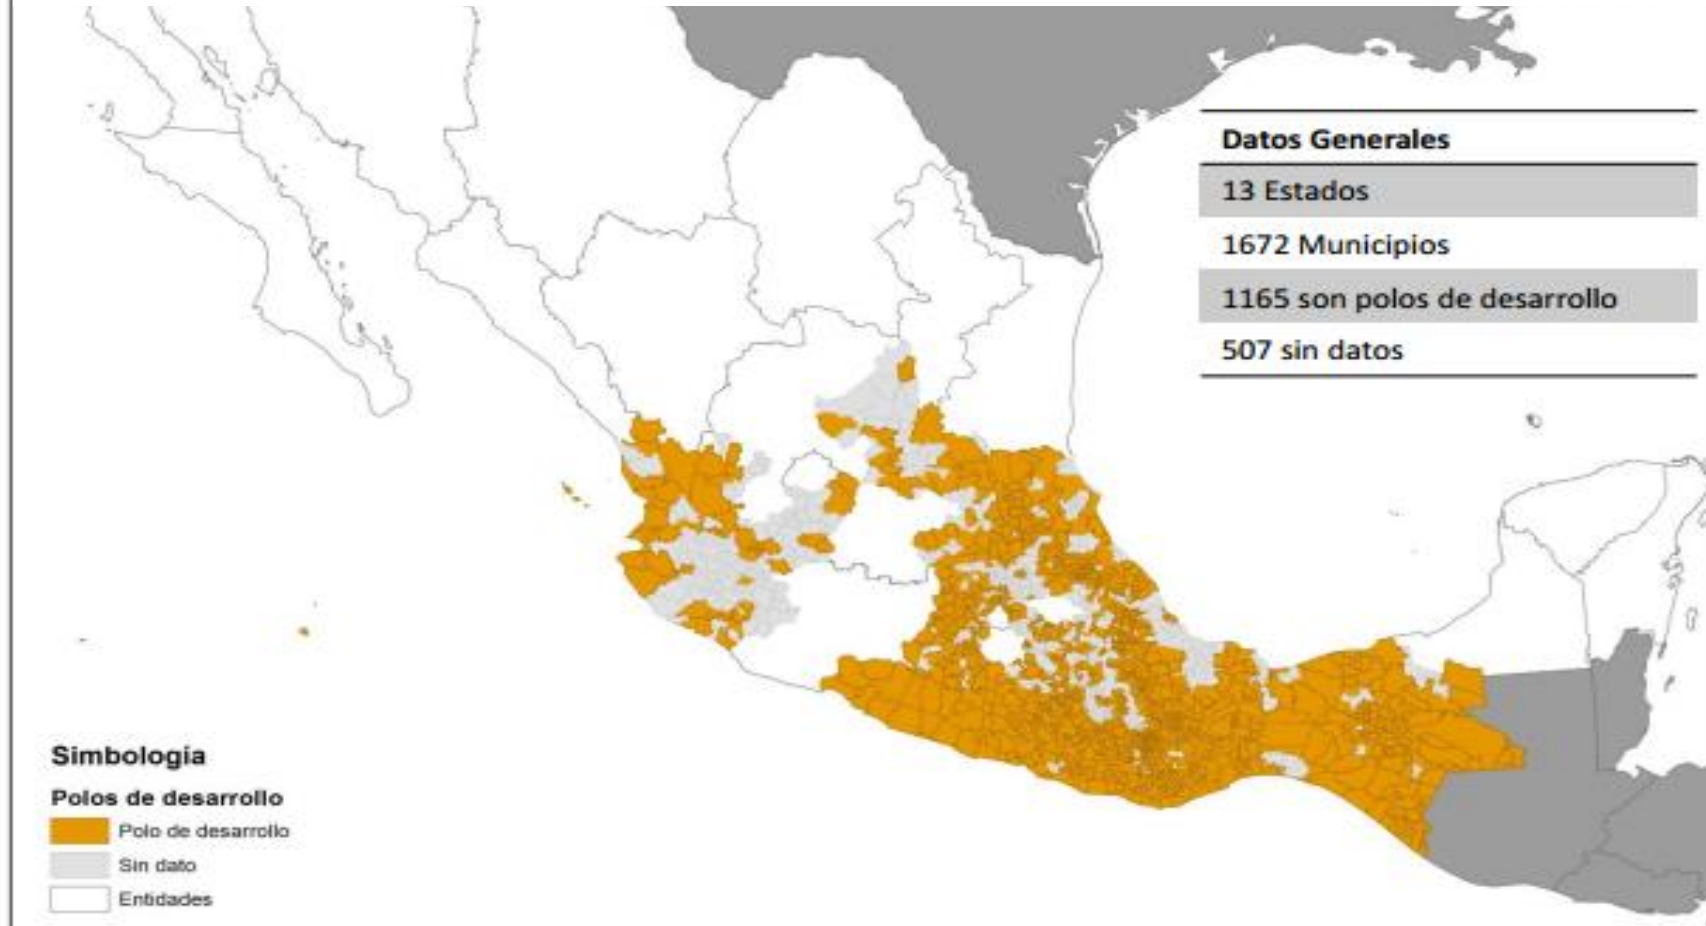 Datos Generales
13 Estados
1672 Municipios
1165 son polos de desarrollo
507 sin datos
Simbología
Polos de desarrollo
Polo de desarrollo
Sin dato
Entidades